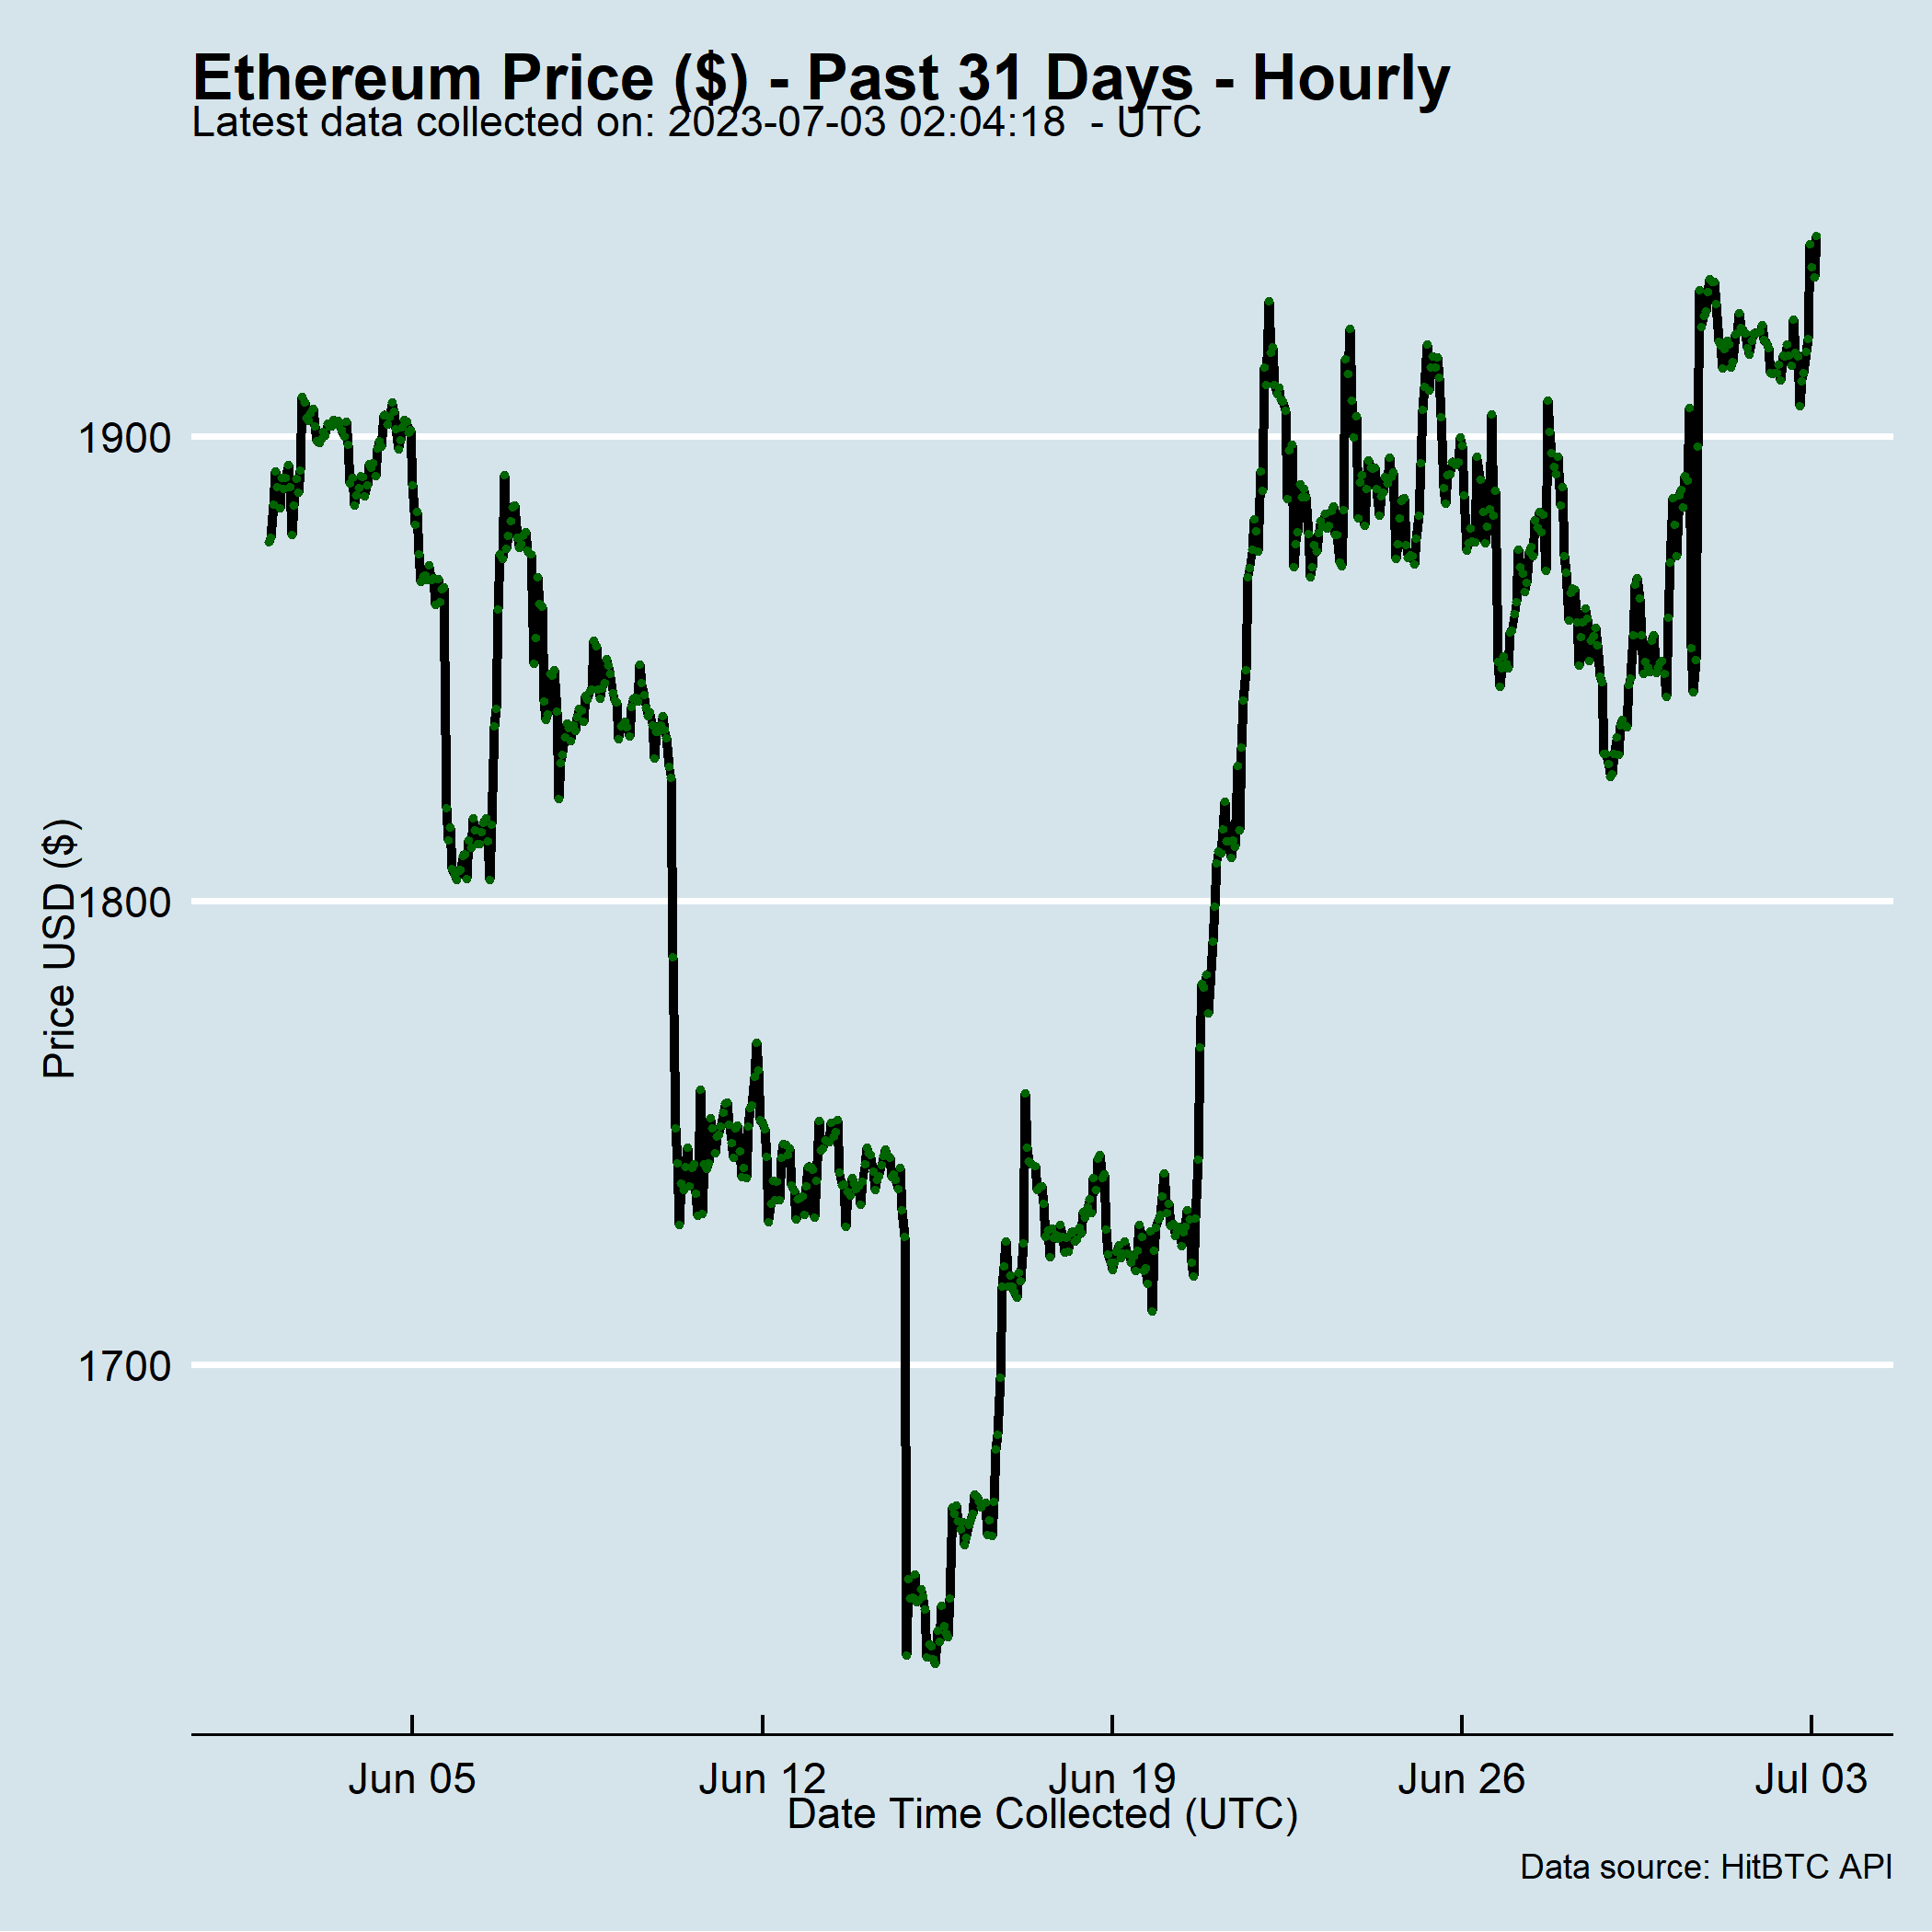 Ethereum Price ($) - Past 31 Days - Hourly
Latest data collected on: 2023-07-03 02:04:18  - UTC
1900
1800
1700
Price USD ($)
Jun 05
Jun 12
Jun 19
Jun 26
Jul 03
Date Time Collected (UTC)
Data source: HitBTC API